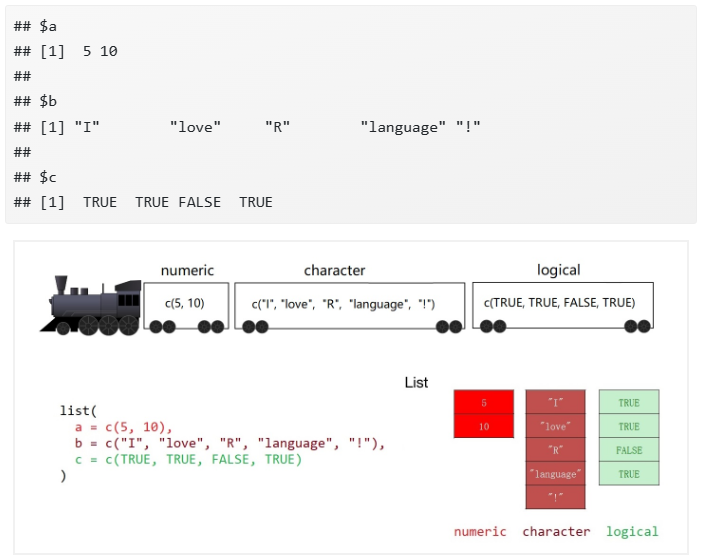 ## $a
## [1]  5 10
##
## $b
## [1] "I"        "love"     "R"        "language" "!"
##
## $c
## [1]  TRUE  TRUE FALSE  TRUE
numeric character logical
c(5, 10) c("I", "love", "R", "language", "!") c(TRUE, TRUE, FALSE, TRUE)
List
list(
  a = c(5, 10),
  b = c("I", "love", "R", "language", "!"),
  c = c(TRUE, TRUE, FALSE, TRUE)
)
5 "I" TRUE
10 "love" TRUE
"R" FALSE
"language" TRUE
"!"
numeric character logical